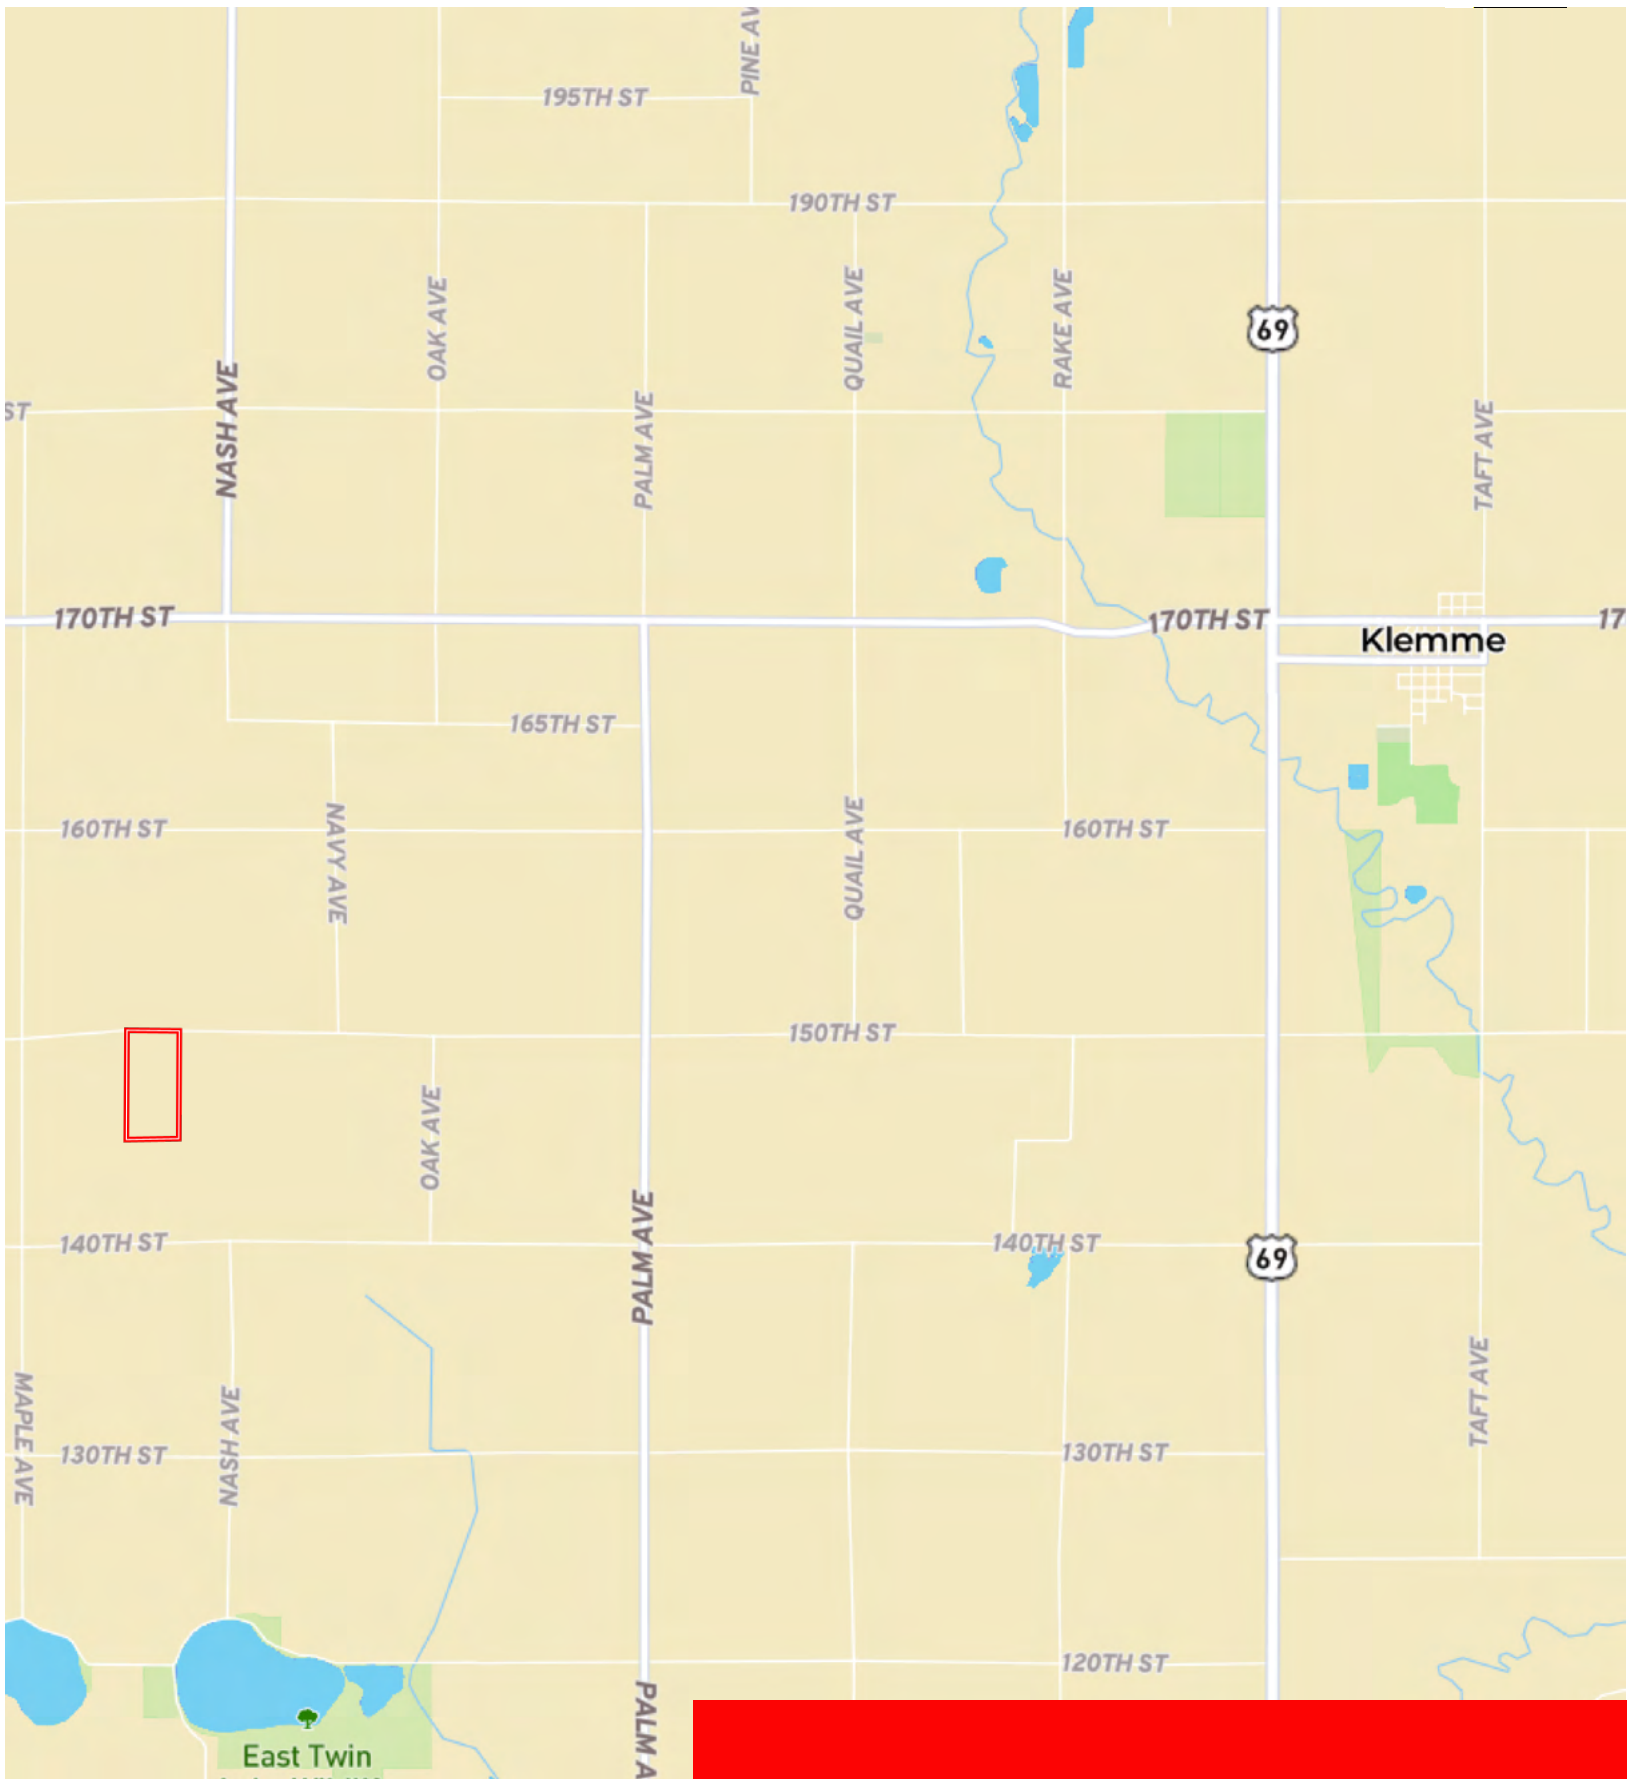 PINE AV
195TH ST
190TH ST
OAK AVE
QUAIL AVE
RAKE AVE
69
NASH AVE
ST
PALM AVE
TAFT AVE
170TH ST
170TH ST
17
Klemme
165TH ST
160TH ST
NAVY AVE
QUAIL AVE
160TH ST
150TH ST
OAK AVE
140TH ST
PALM AVE
140TH ST
69
MAPLE AVE
NASH AVE
TAFT AVE
130TH ST
130TH ST
120TH ST
PALM A
East Twin